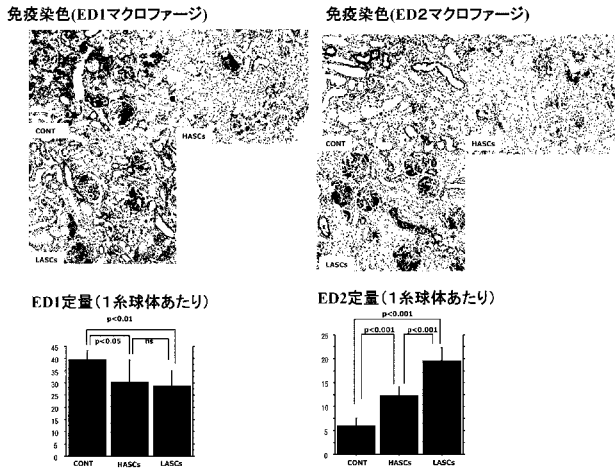 免疫染色(ED1マクロファージ)
免疫染色(ED2マクロファージ)
CONT
HASCs
LASCs
CONT
HASCs
LASCs
ED1定量(1糸球体あたり)
p<0.01
p<0.05
ns
45
40
35
30
25
20
15
10
5
0
CONT
HASCs
LASCs
ED2定量(1糸球体あたり)
p<0.001
p<0.001
p<0.001
25
20
15
10
5
0
CONT
HASCs
LASCs